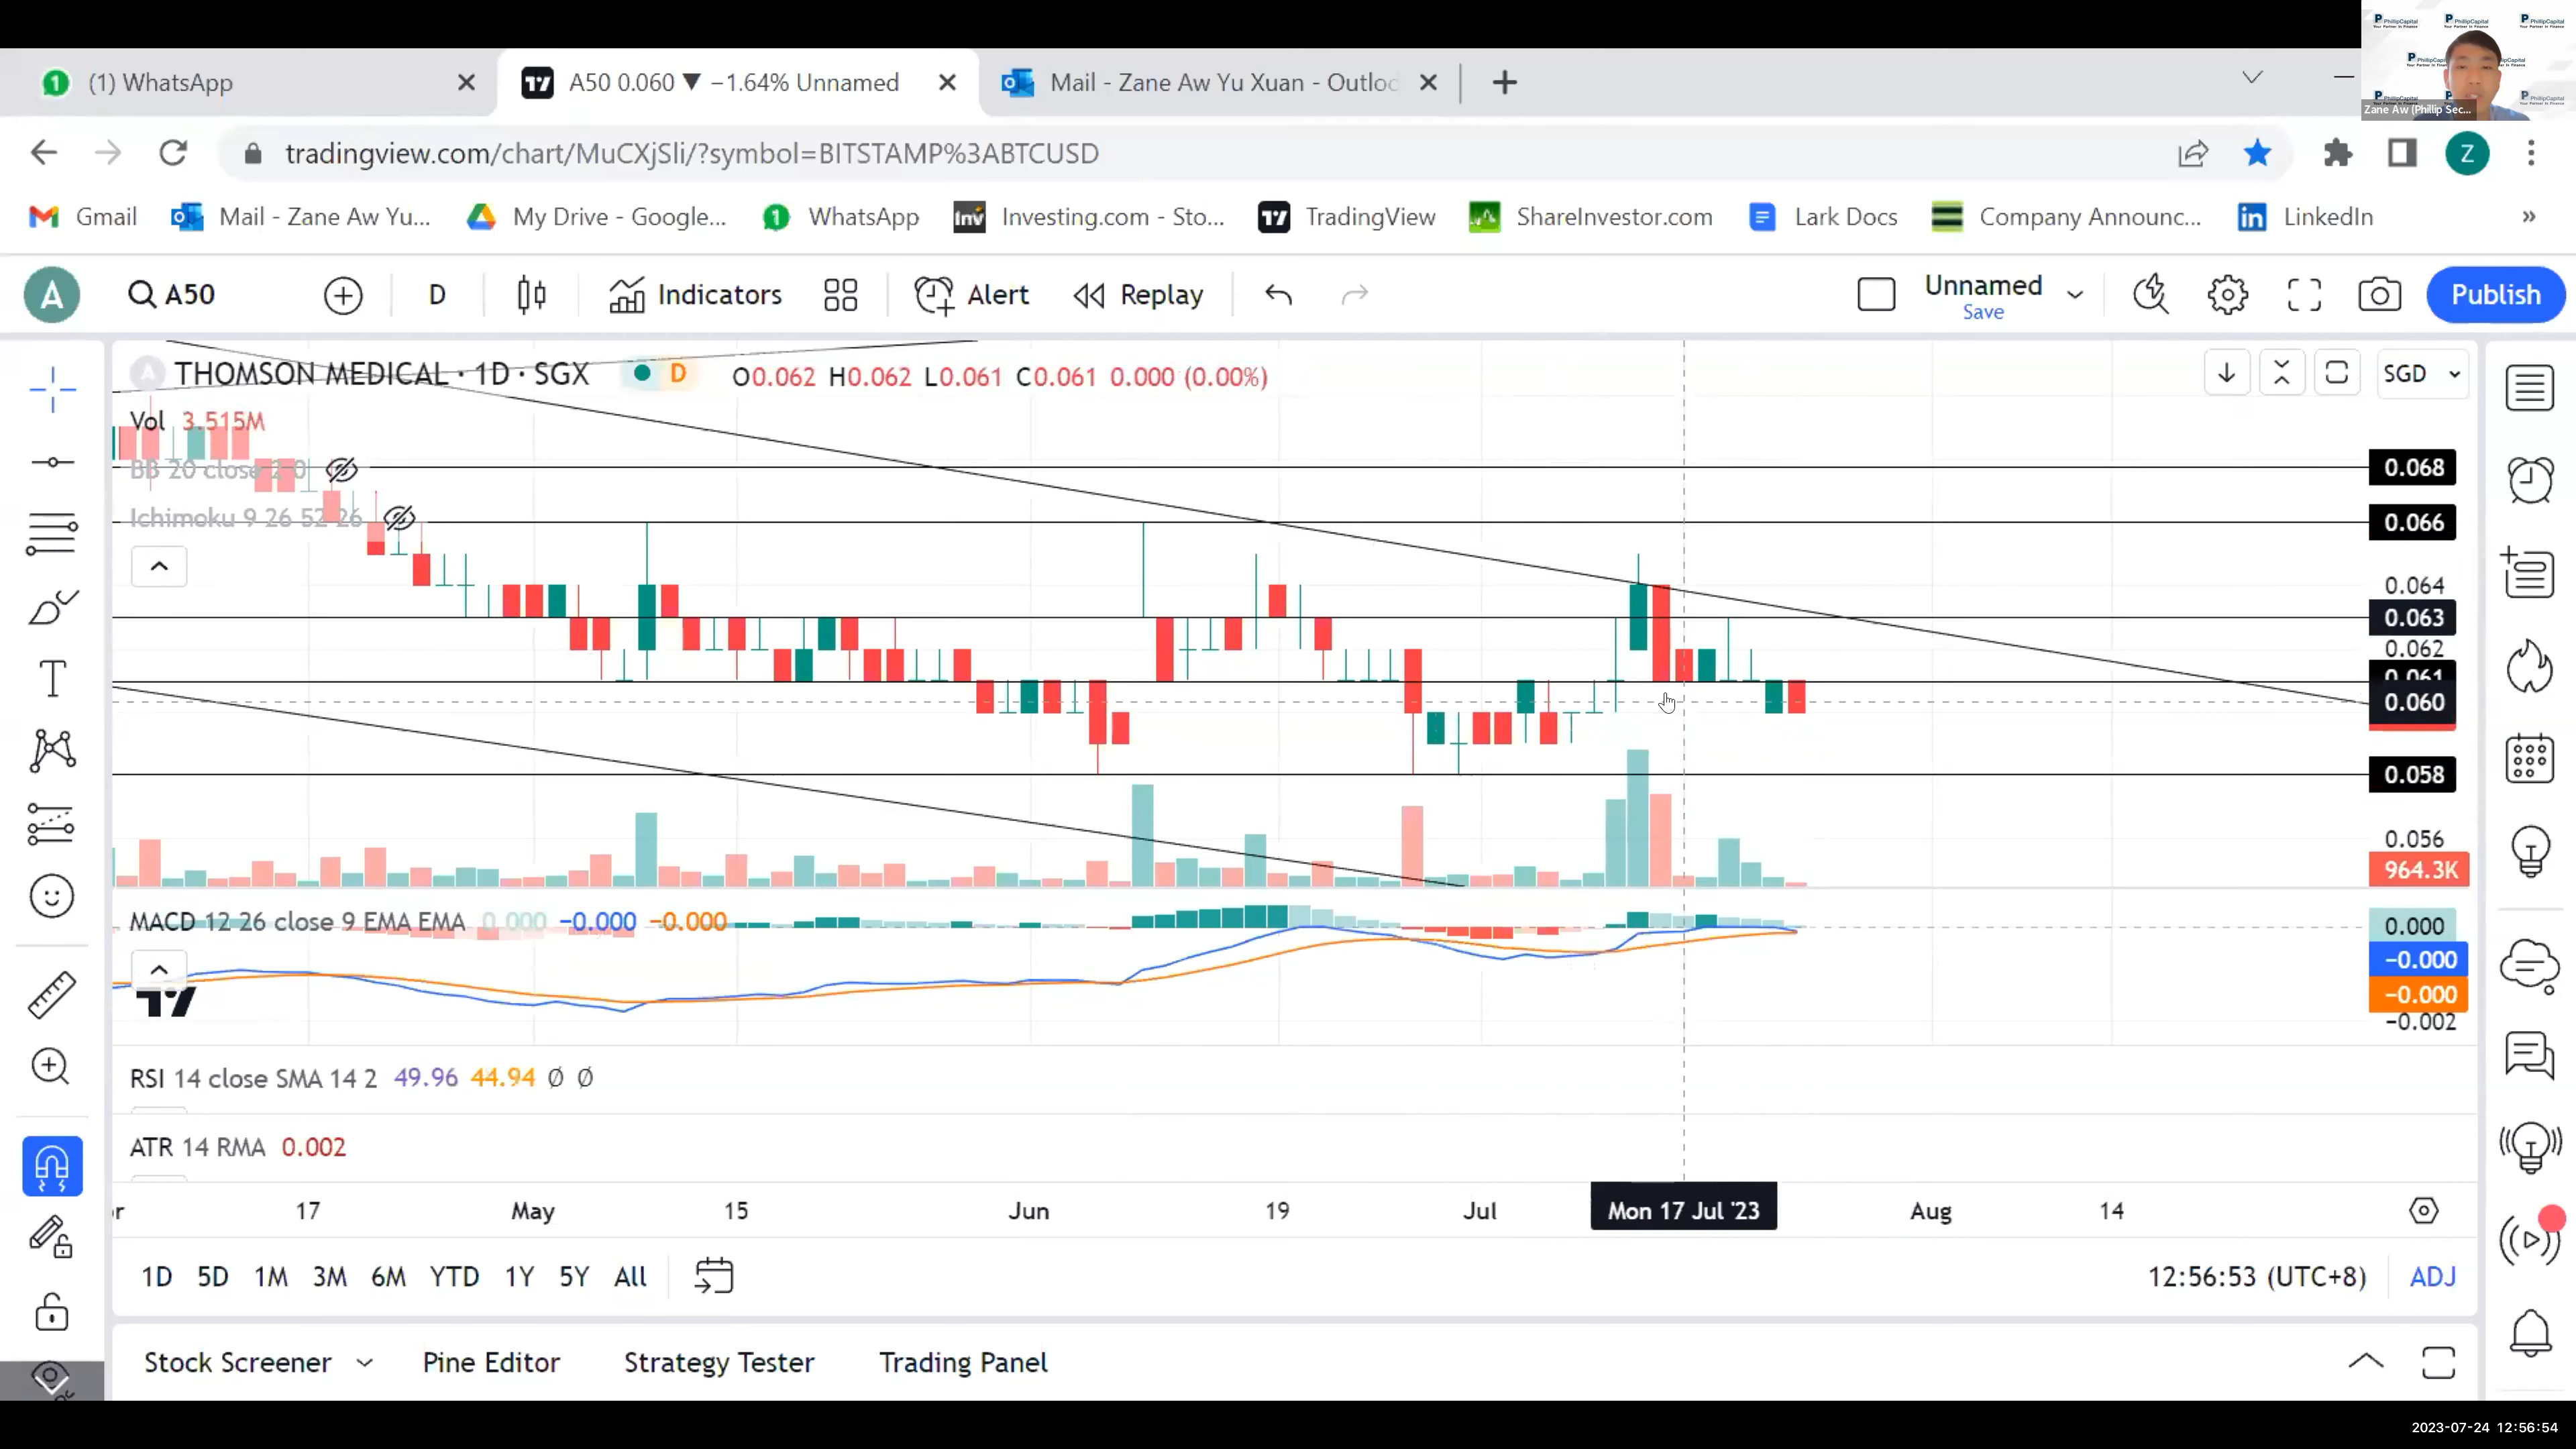 (1) WhatsApp
A50 0.060 ▼ −1.64% Unnamed
Mail - Zane Aw Yu Xuan - Outloc
Zane Aw (Phillip Sec...
tradingview.com/chart/MuCXjSli/?symbol=BITSTAMP%3ABTCUSD
Z
Gmail
Mail - Zane Aw Yu...
My Drive - Google...
WhatsApp
Investing.com - Sto...
TradingView
ShareInvestor.com
Lark Docs
Company Announc...
LinkedIn
»
A
A50
D
Indicators
Alert
Replay
Unnamed
Save
Publish
THOMSON MEDICAL · 1D · SGX
D
O0.062 H0.062 L0.061 C0.061 0.000 (0.00%)
SGD
Vol 3.515M
BB 20 close 2 0
Ichimoku 9 26 52 26
0.068
0.066
0.064
0.063
0.062
0.061
0.060
0.058
0.056
964.3K
MACD 12 26 close 9 EMA EMA 0.000 −0.000 −0.000
0.000
−0.000
−0.000
−0.002
RSI 14 close SMA 14 2 49.96 44.94 Ø Ø
ATR 14 RMA 0.002
17
May
15
Jun
19
Jul
Mon 17 Jul '23
Aug
14
1D 5D 1M 3M 6M YTD 1Y 5Y All
12:56:53 (UTC+8)
ADJ
Stock Screener
Pine Editor
Strategy Tester
Trading Panel
2023-07-24 12:56:54